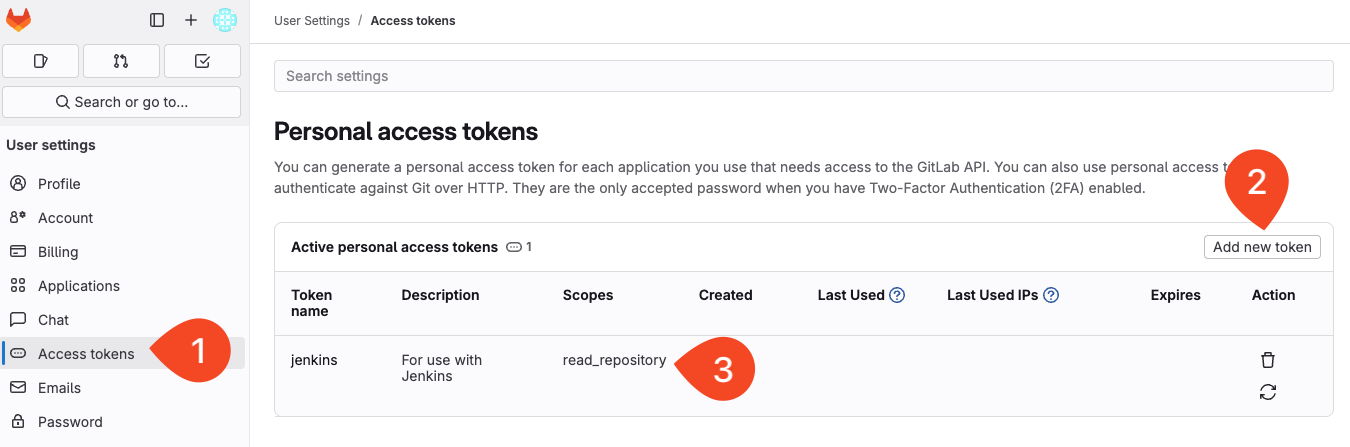 User Settings / Access tokens
Search settings
Search or go to...
User settings
Profile
Account
Billing
Applications
Chat
Access tokens
Emails
Password
1
Personal access tokens
You can generate a personal access token for each application you use that needs access to the GitLab API. You can also use personal access
authenticate against Git over HTTP. They are the only accepted password when you have Two-Factor Authentication (2FA) enabled.
2
Active personal access tokens 1
Add new token
Token name Description Scopes Created Last Used Last Used IPs Expires Action
jenkins For use with Jenkins read_repository
3